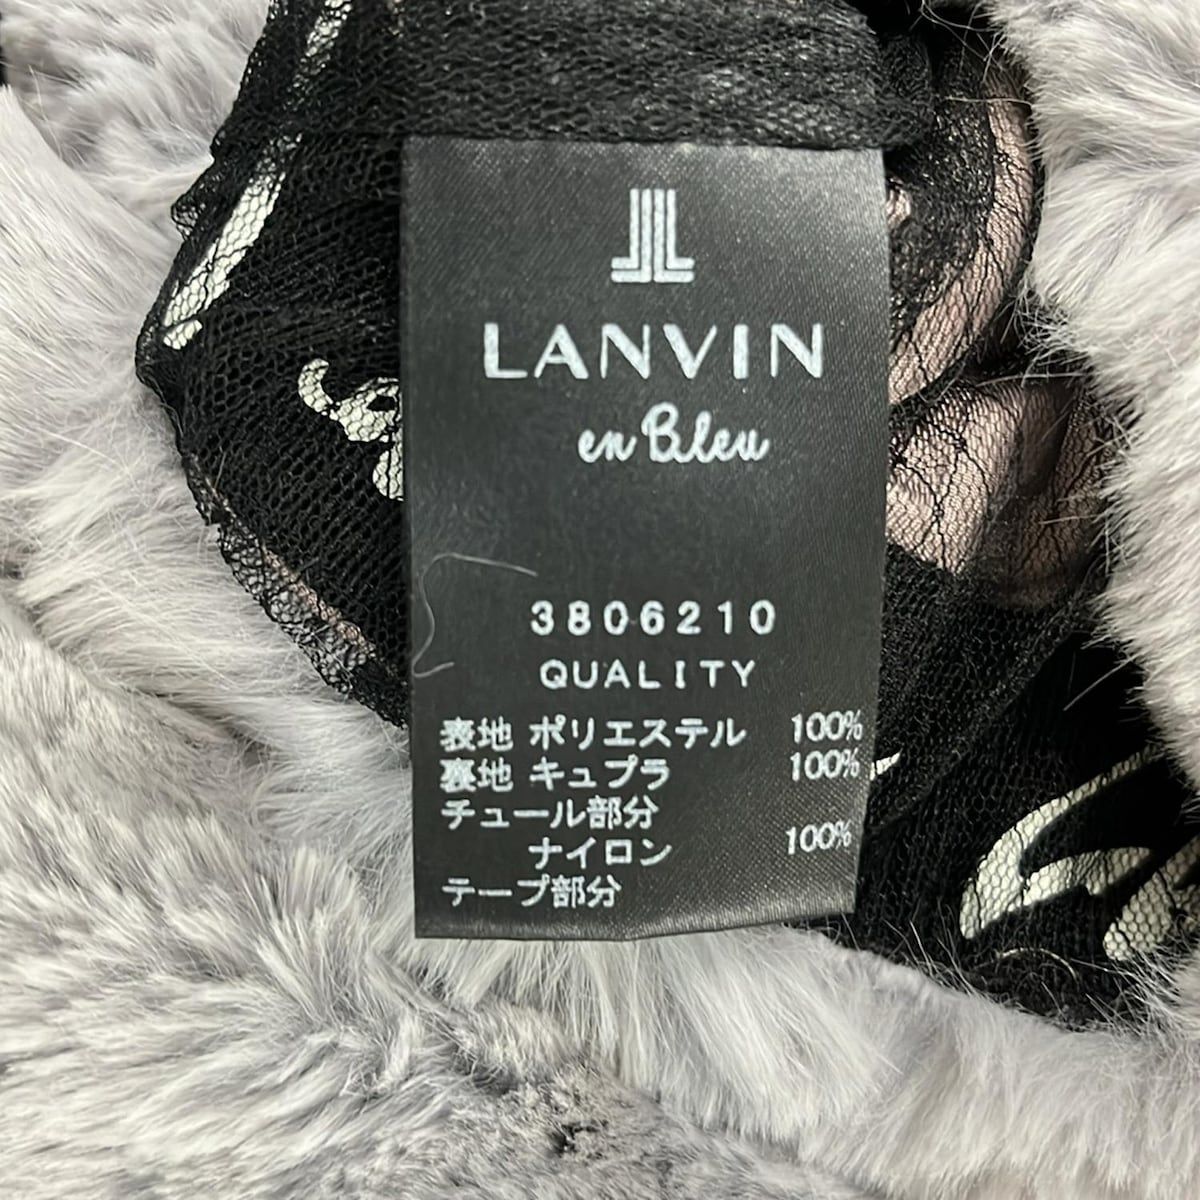 LANVIN
en Bleu
3806210
QUALITY
表地 ポリエステル 100%
裏地 キュプラ 100%
チュール部分
ナイロン 100%
テープ部分